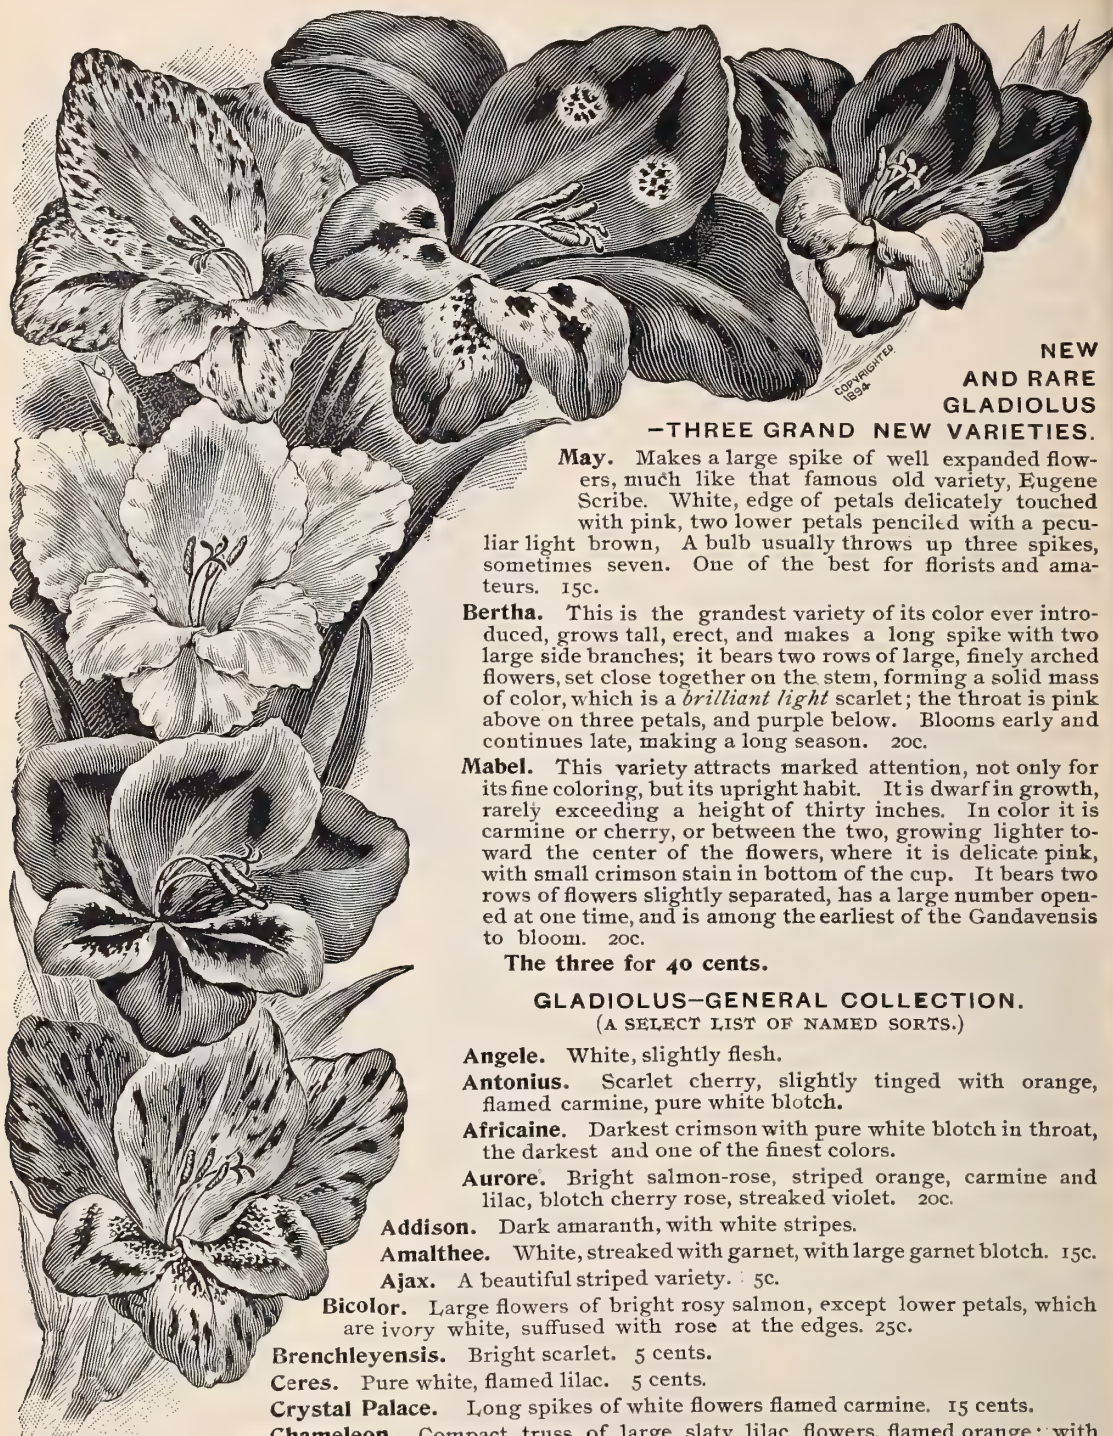 COPYRIGHTED
1894
NEW
AND RARE
GLADIOLUS
–THREE GRAND NEW VARIETIES.
May. Makes a large spike of well expanded flow-
ers, much like that famous old variety, Eugene
Scribe. White, edge of petals delicately touched
with pink, two lower petals penciled with a pecu-
liar light brown, A bulb usually throws up three spikes,
sometimes seven. One of the best for florists and ama-
teurs. 15c.
Bertha. This is the grandest variety of its color ever intro-
duced, grows tall, erect, and makes a long spike with two
large side branches; it bears two rows of large, finely arched
flowers, set close together on the stem, forming a solid mass
of color, which is a brilliant light scarlet; the throat is pink
above on three petals, and purple below. Blooms early and
continues late, making a long season. 20c.
Mabel. This variety attracts marked attention, not only for
its fine coloring, but its upright habit. It is dwarf in growth,
rarely exceeding a height of thirty inches. In color it is
carmine or cherry, or between the two, growing lighter to-
ward the center of the flowers, where it is delicate pink,
with small crimson stain in bottom of the cup. It bears two
rows of flowers slightly separated, has a large number open-
ed at one time, and is among the earliest of the Gandavensis
to bloom. 20c.
The three for 40 cents.
GLADIOLUS–GENERAL COLLECTION.
(A SELECT LIST OF NAMED SORTS.)
Angele. White, slightly flesh.
Antonius. Scarlet cherry, slightly tinged with orange,
flamed carmine, pure white blotch.
Africaine. Darkest crimson with pure white blotch in throat,
the darkest and one of the finest colors.
Aurore. Bright salmon-rose, striped orange, carmine and
lilac, blotch cherry rose, streaked violet. 20c.
Addison. Dark amaranth, with white stripes.
Amalthee. White, streaked with garnet, with large garnet blotch. 15c.
Ajax. A beautiful striped variety. 5c.
Bicolor. Large flowers of bright rosy salmon, except lower petals, which
are ivory white, suffused with rose at the edges. 25c.
Brenchleyensis. Bright scarlet. 5 cents.
Ceres. Pure white, flamed lilac. 5 cents.
Crystal Palace. Long spikes of white flowers flamed carmine. 15 cents.
Chameleon. Compact truss of large slaty lilac flowers, flamed orange; with